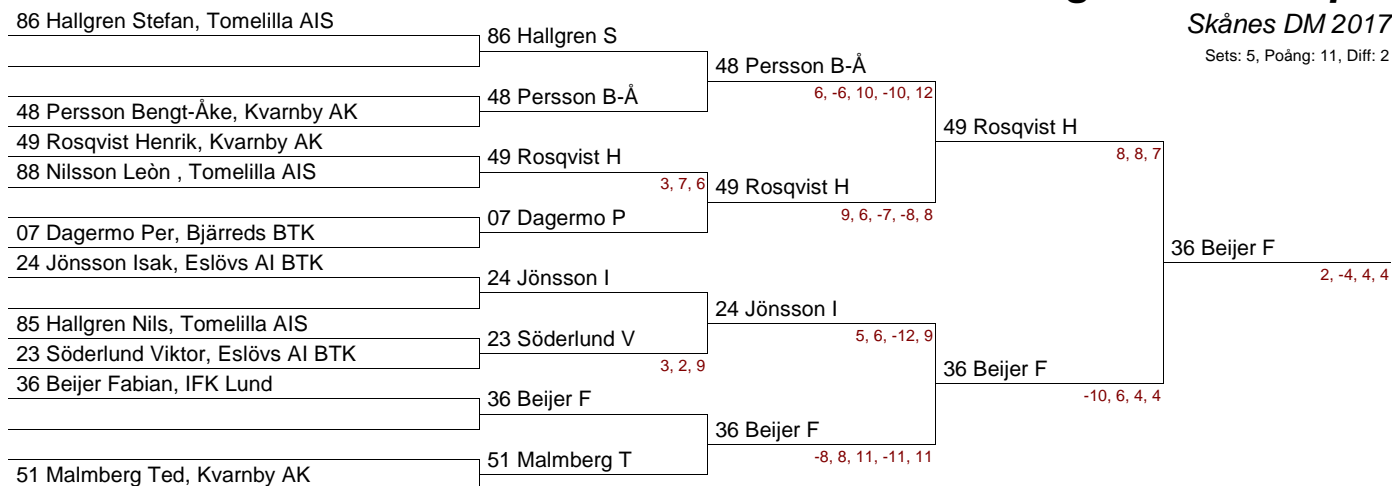 86 Hallgren Stefan, Tomelilla AIS
48 Persson Bengt-Åke, Kvarnby AK
49 Rosqvist Henrik, Kvarnby AK
88 Nilsson Leòn , Tomelilla AIS
07 Dagermo Per, Bjärreds BTK
24 Jönsson Isak, Eslövs AI BTK
85 Hallgren Nils, Tomelilla AIS
23 Söderlund Viktor, Eslövs AI BTK
36 Beijer Fabian, IFK Lund
51 Malmberg Ted, Kvarnby AK
86 Hallgren S
48 Persson B-Å
49 Rosqvist H
3, 7, 6
07 Dagermo P
24 Jönsson I
23 Söderlund V
3, 2, 9
36 Beijer F
51 Malmberg T
48 Persson B-Å
6, -6, 10, -10, 12
49 Rosqvist H
9, 6, -7, -8, 8
24 Jönsson I
5, 6, -12, 9
36 Beijer F
-8, 8, 11, -11, 11
49 Rosqvist H
8, 8, 7
36 Beijer F
-10, 6, 4, 4
36 Beijer F
2, -4, 4, 4
Skånes DM 2017
Sets: 5, Poång: 11, Diff: 2